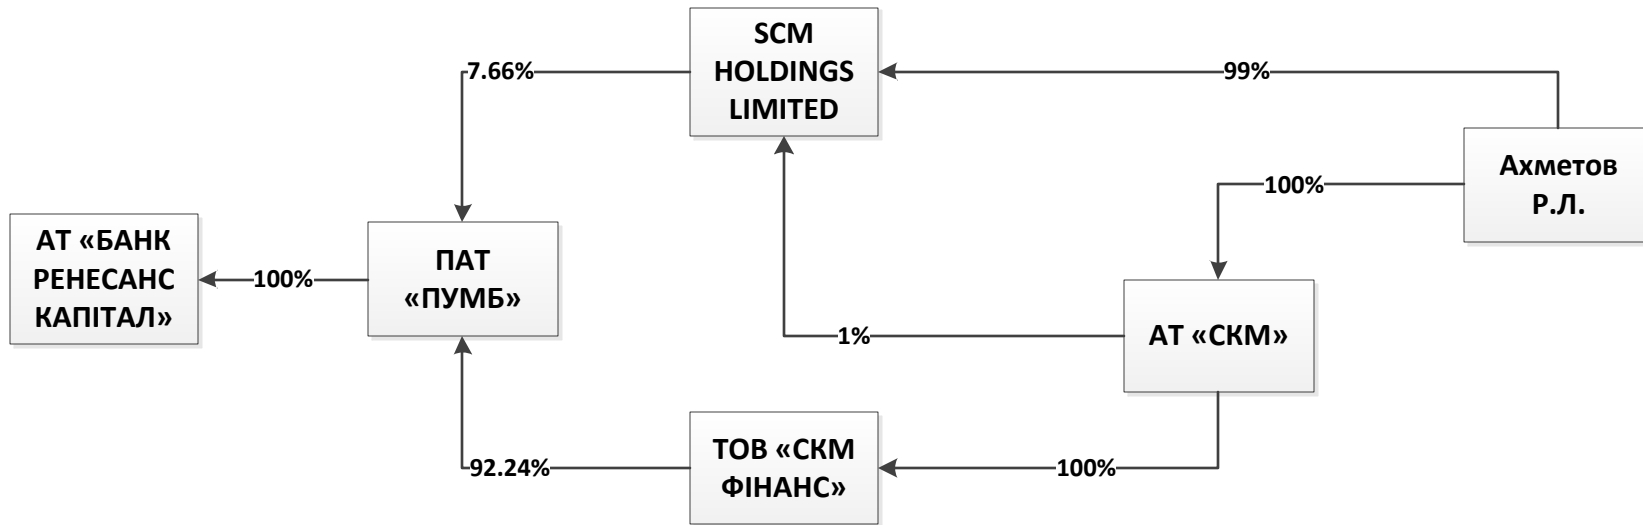 SCM
HOLDINGS
LIMITED
7.66%
99%
Ахметов
Р.Л.
100%
АТ «БАНК
РЕНЕСАНС
КАПІТАЛ»
100%
ПАТ
«ПУМБ»
1%
АТ «СКМ»
92.24%
ТОВ «СКМ
ФІНАНС»
100%